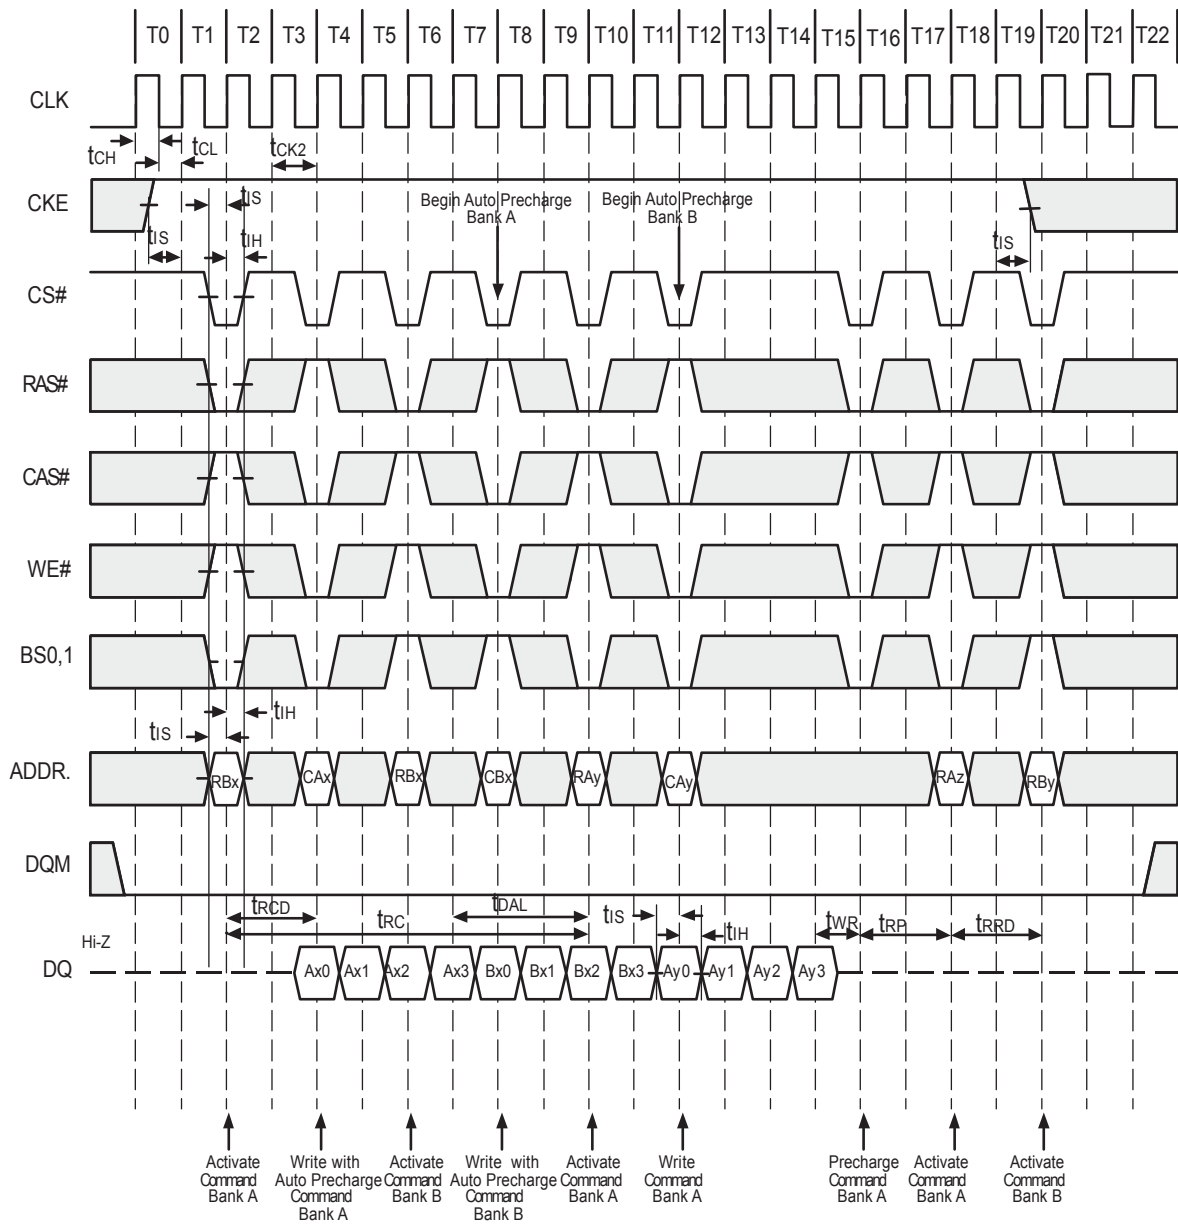 T0 T1 T2 T3 T4 T5 T6 T7 T8 T9 T10 T11 T12 T13 T14 T15 T16 T17 T18 T19 T20 T21 T22
CLK
tCH tCL tCK2
CKE
tIS
Begin Auto Precharge
Bank A
Begin Auto Precharge
Bank B
tIS tIH tIS
CS#
RAS#
CAS#
WE#
BS0,1
tIH
tIS
ADDR.
RBx CAx RBx CBx RAy CAy RAz RBy
DQM
tRCD tRC tDAL tIS tIH tWR tRP tRRD
Hi-Z
DQ
Ax0 Ax1 Ax2 Ax3 Bx0 Bx1 Bx2 Bx3 Ay0 Ay1 Ay2 Ay3
Activate
Command
Bank A
Write with
Auto Precharge
Command
Bank A
Activate
Command
Bank B
Write with
Auto Precharge
Command
Bank B
Activate
Command
Bank A
Write
Command
Bank A
Precharge
Command
Bank A
Activate
Command
Bank A
Activate
Command
Bank B